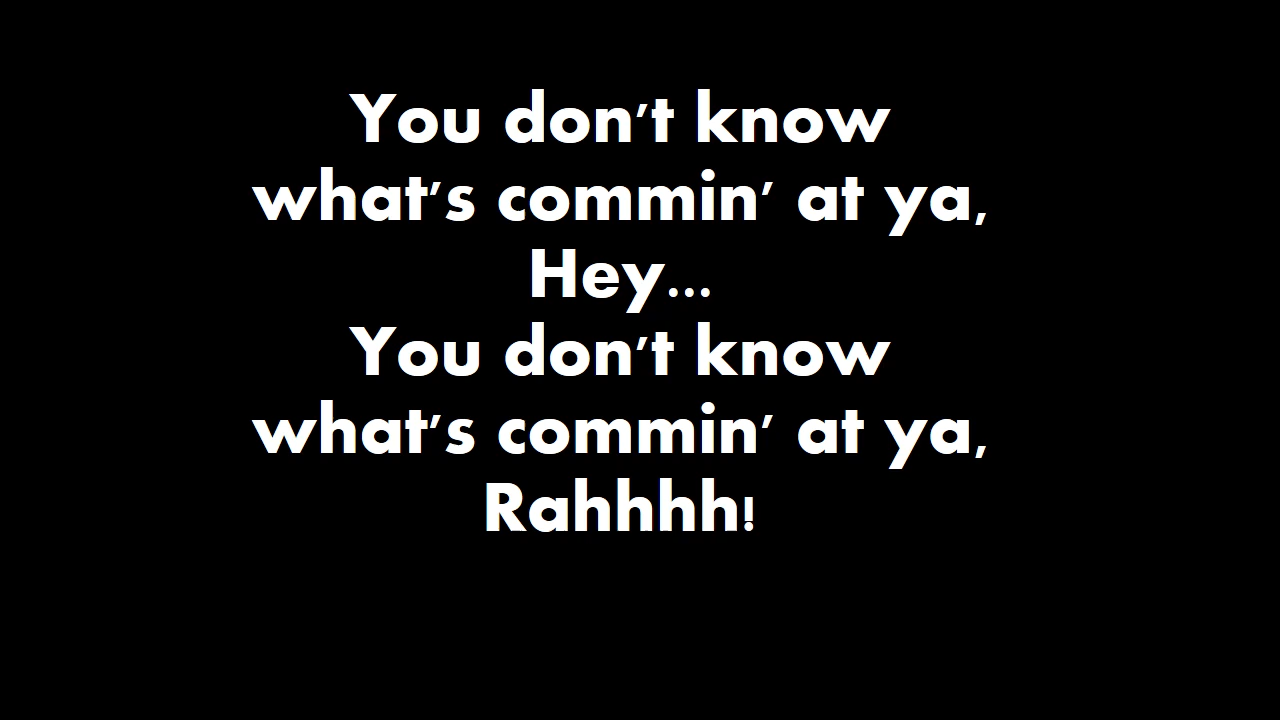 You don't know
what's commin' at ya,
Hey...
You don't know
what's commin' at ya,
Rahhhh!